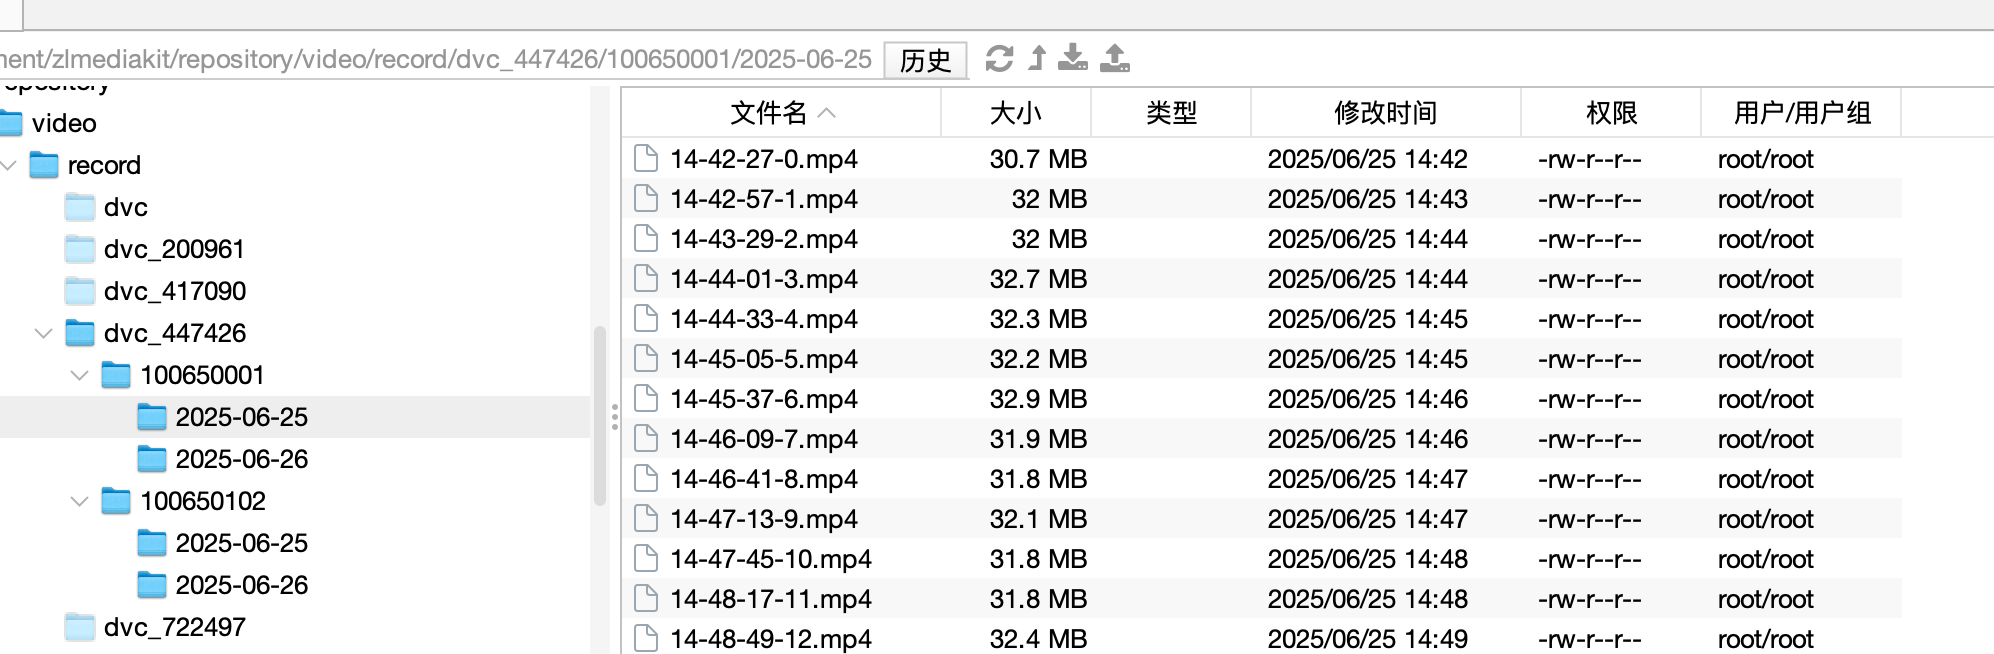 ment/zlmediakit/repository/video/record/dvc_447426/100650001/2025-06-25 历史
repository
video
record
dvc
dvc_200961
dvc_417090
dvc_447426
100650001
2025-06-25
2025-06-26
100650102
2025-06-25
2025-06-26
dvc_722497
文件名 大小 类型 修改时间 权限 用户/用户组
14-42-27-0.mp4 30.7 MB 2025/06/25 14:42 -rw-r--r-- root/root
14-42-57-1.mp4 32 MB 2025/06/25 14:43 -rw-r--r-- root/root
14-43-29-2.mp4 32 MB 2025/06/25 14:44 -rw-r--r-- root/root
14-44-01-3.mp4 32.7 MB 2025/06/25 14:44 -rw-r--r-- root/root
14-44-33-4.mp4 32.3 MB 2025/06/25 14:45 -rw-r--r-- root/root
14-45-05-5.mp4 32.2 MB 2025/06/25 14:45 -rw-r--r-- root/root
14-45-37-6.mp4 32.9 MB 2025/06/25 14:46 -rw-r--r-- root/root
14-46-09-7.mp4 31.9 MB 2025/06/25 14:46 -rw-r--r-- root/root
14-46-41-8.mp4 31.8 MB 2025/06/25 14:47 -rw-r--r-- root/root
14-47-13-9.mp4 32.1 MB 2025/06/25 14:47 -rw-r--r-- root/root
14-47-45-10.mp4 31.8 MB 2025/06/25 14:48 -rw-r--r-- root/root
14-48-17-11.mp4 31.8 MB 2025/06/25 14:48 -rw-r--r-- root/root
14-48-49-12.mp4 32.4 MB 2025/06/25 14:49 -rw-r--r-- root/root